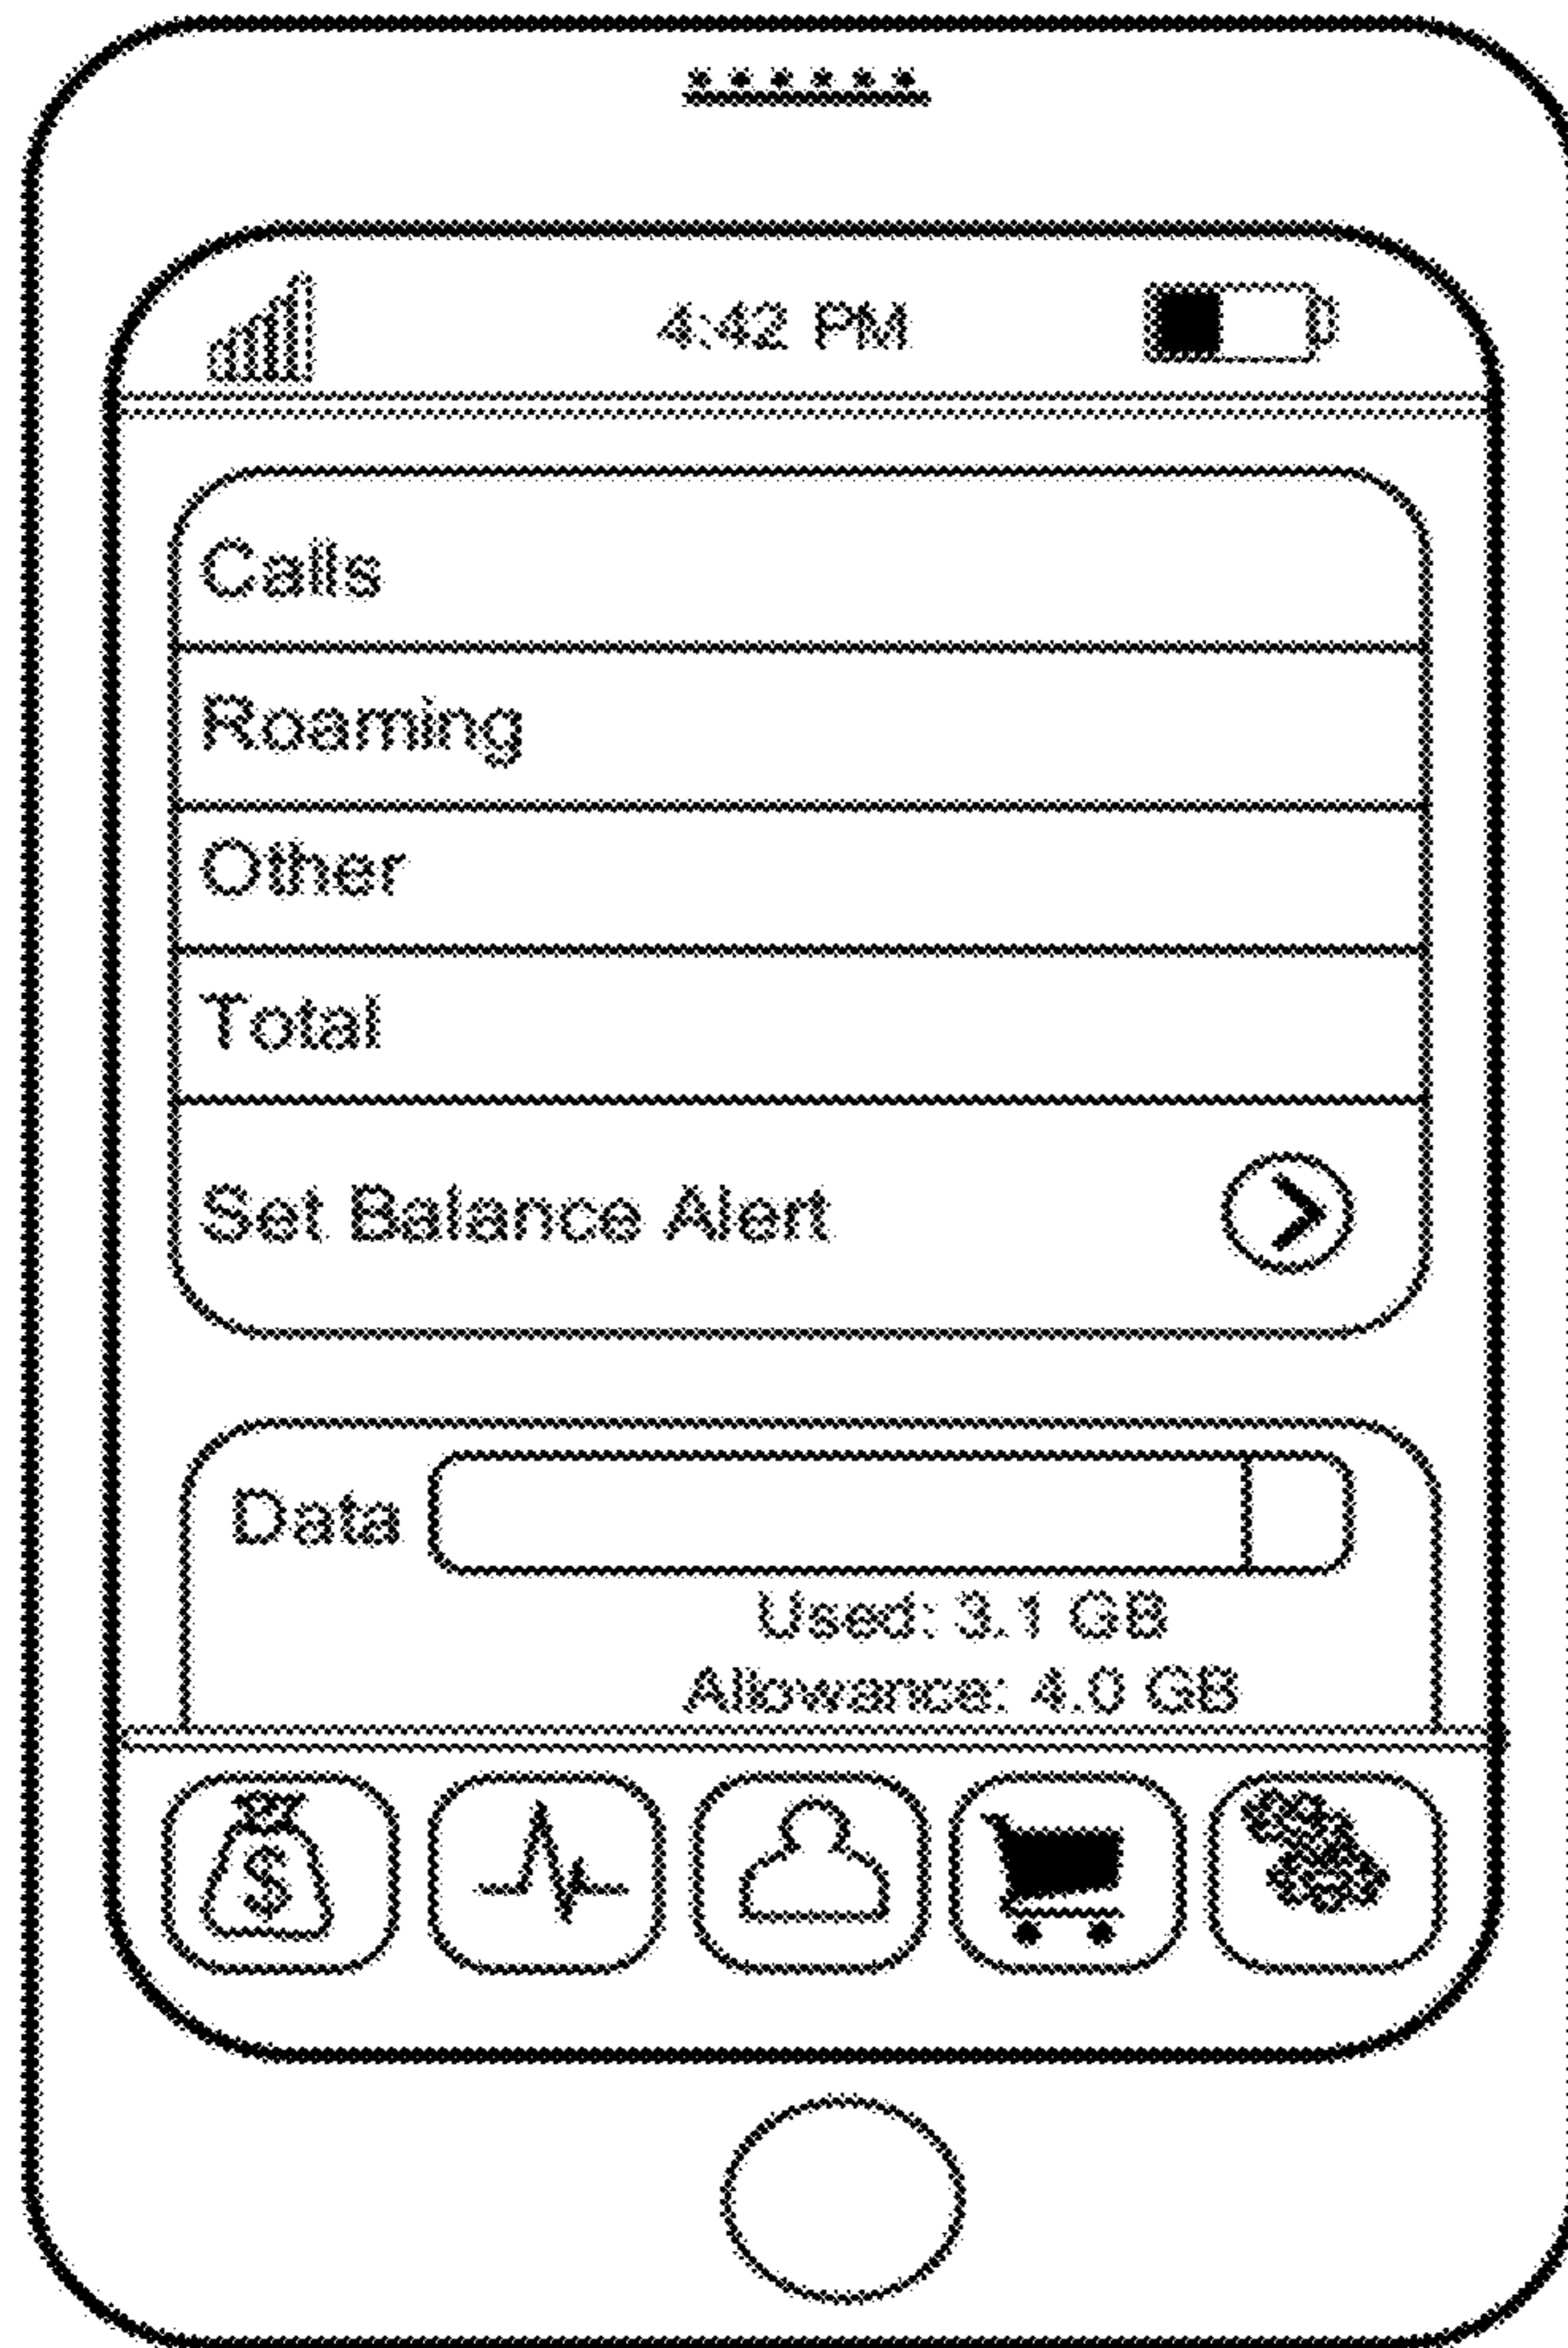 4:42 PM
Calls
Roaming
Other
Total
Set Balance Alert
Data
Used: 3.1 GB
Allowance: 4.0 GB
$